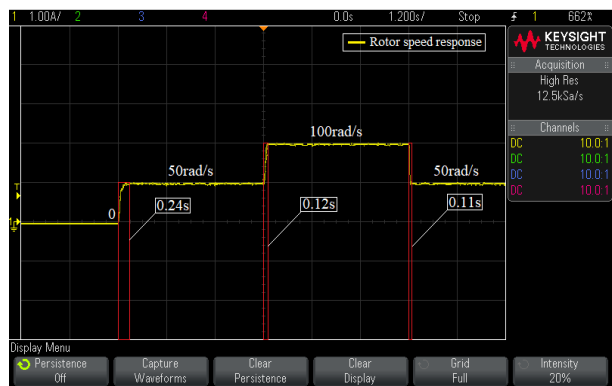 1 1.00A/ 2 3 4 0.0s 1.200s/ Stop 1 662%
Rotor speed response
KEYSIGHT
TECHNOLOGIES
Acquisition
High Res
12.5kSa/s
Channels
DC 10.0:1
DC 10.0:1
DC 10.0:1
DC 10.0:1
100rad/s
50rad/s
50rad/s
T
0.24s
0.12s
0.11s
0
1
Display Menu
Persistence
Off
Capture
Waveforms
Clear
Persistence
Clear
Display
Grid
Full
Intensity
20%